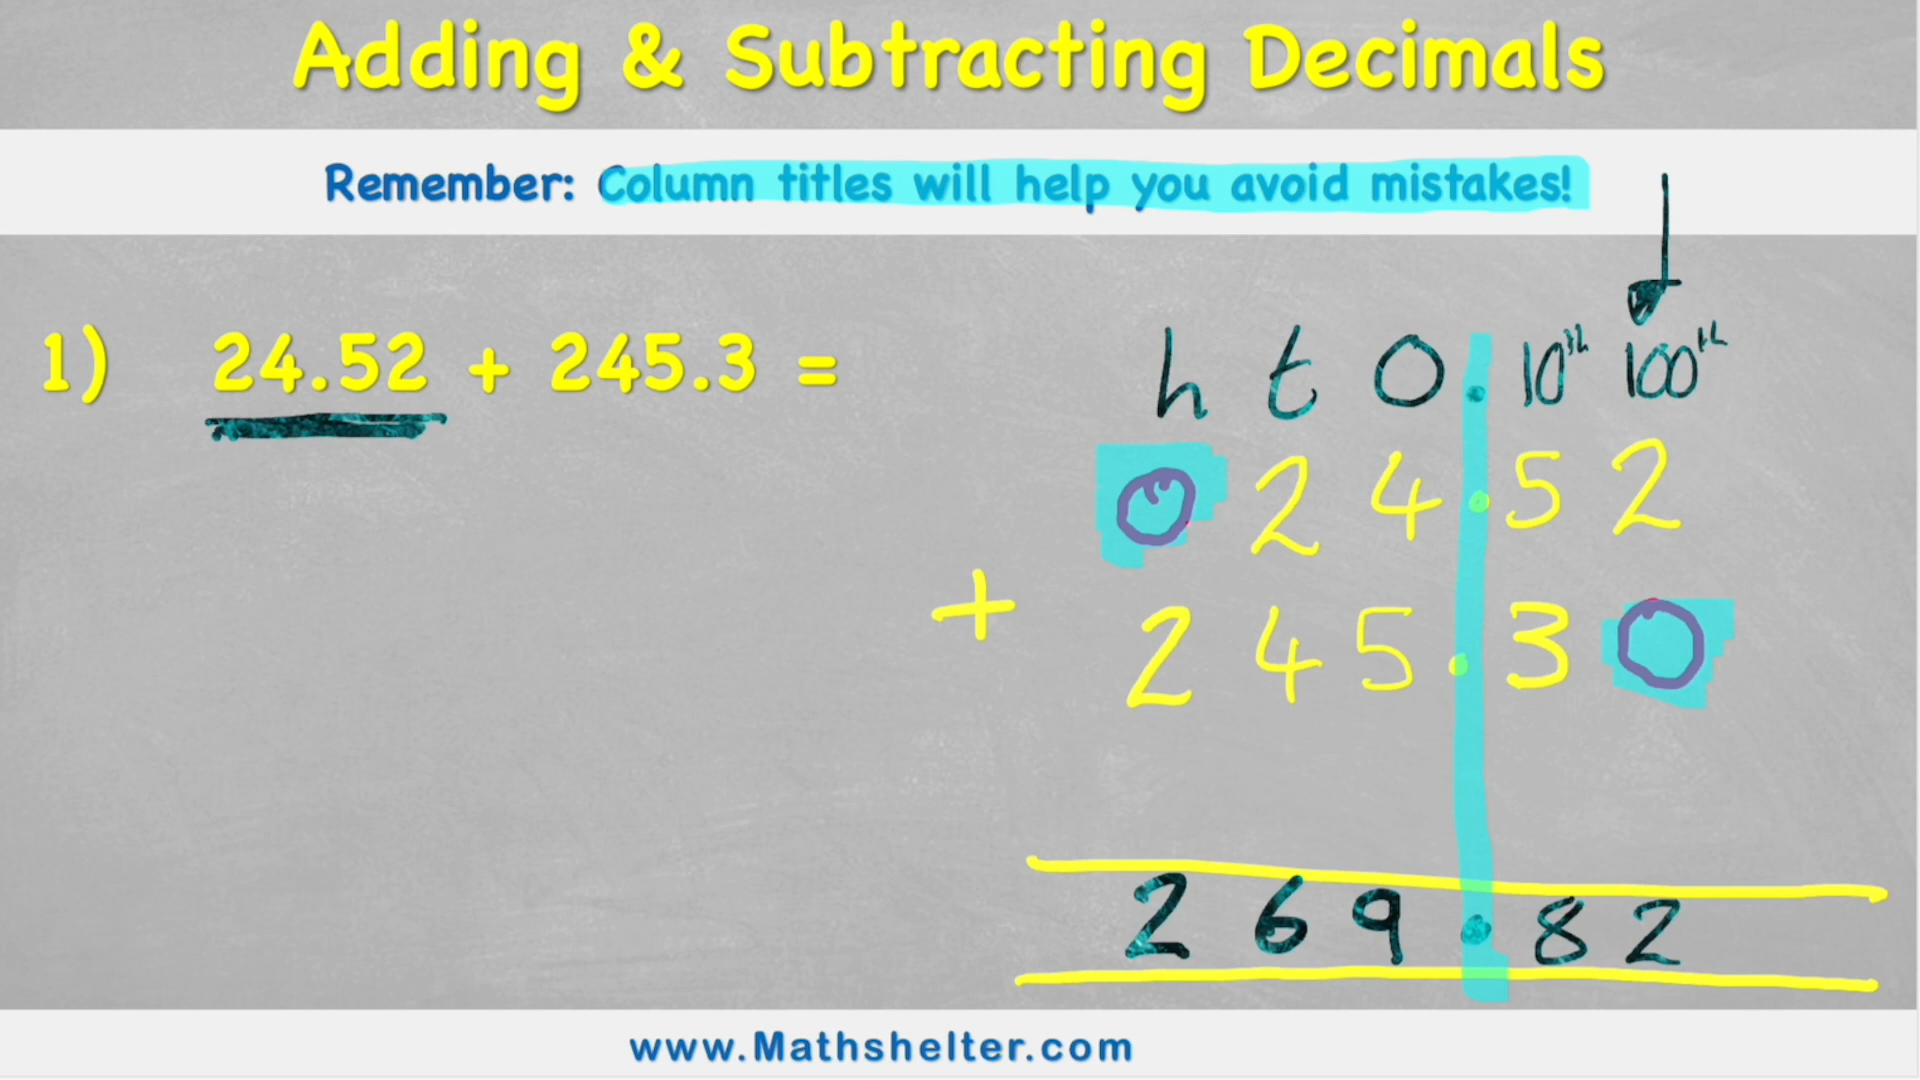 Adding & Subtracting Decimals
Remember: Column titles will help you avoid mistakes!
1) 24.52 + 245.3 =
h t O . 10th 100th
0 2 4 . 5 2
+ 2 4 5 . 3 0
2 6 9 . 8 2
www.Mathshelter.com